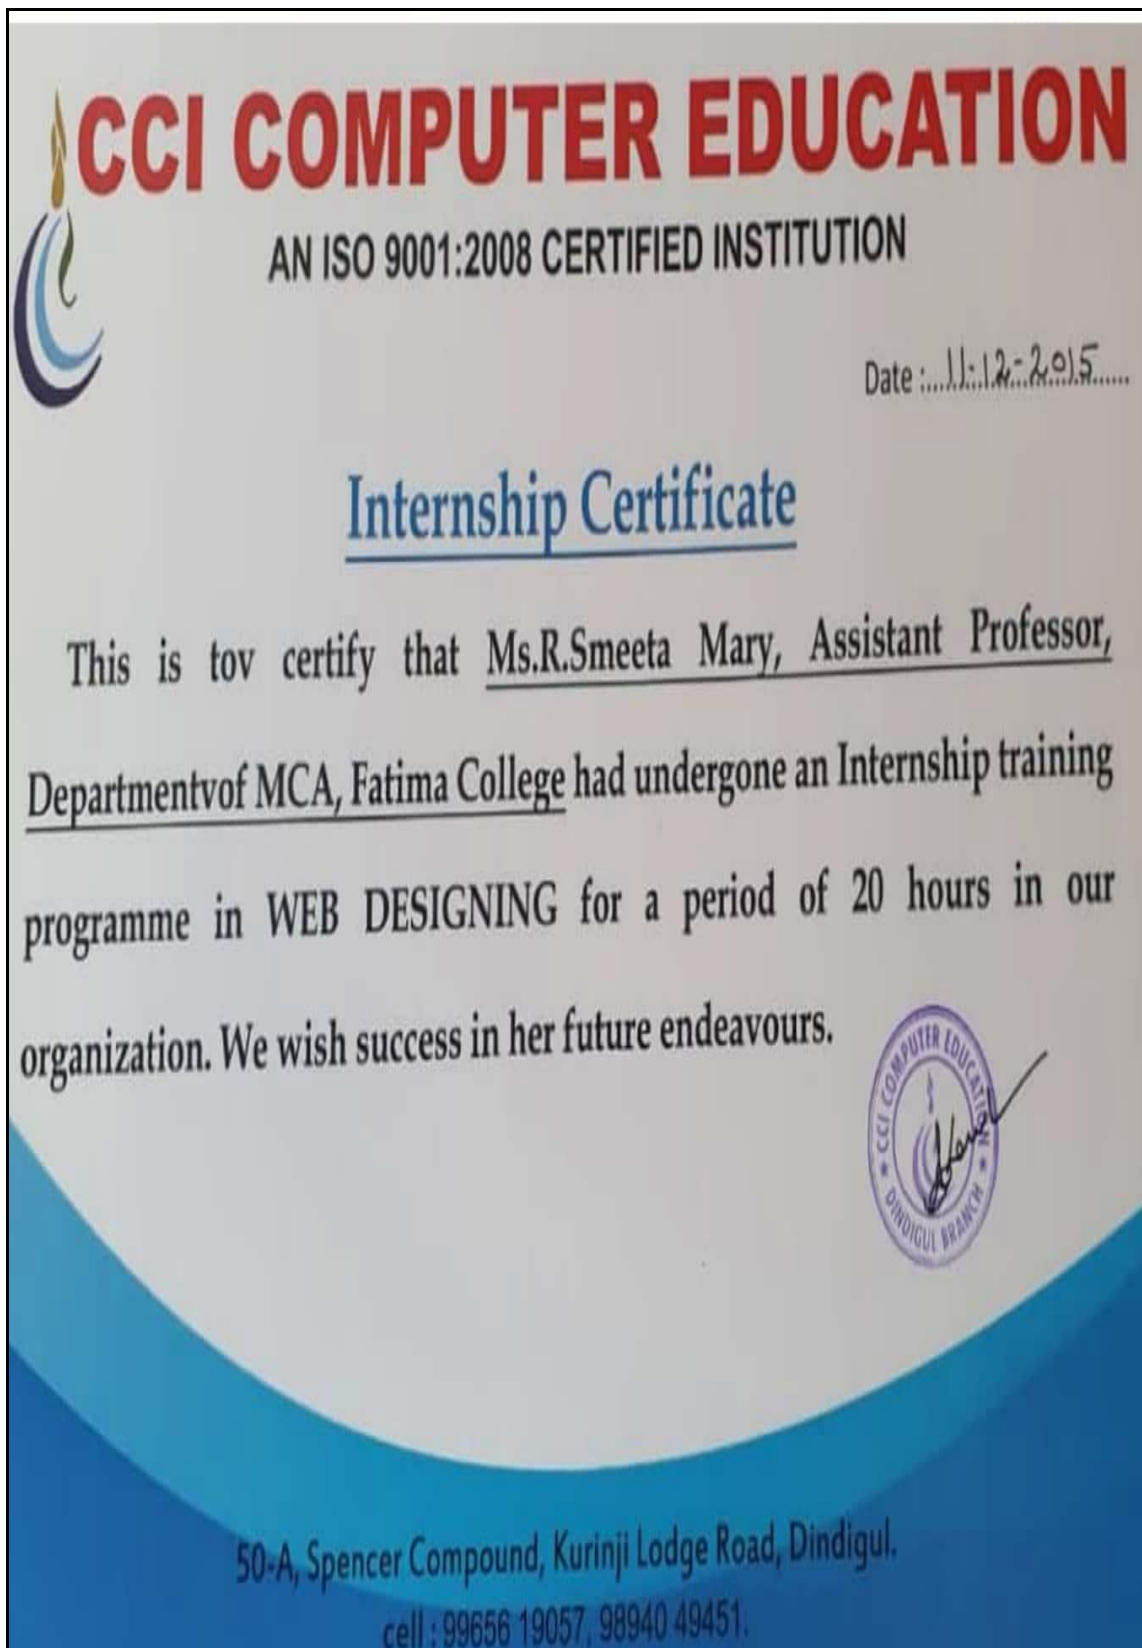 CCI COMPUTER EDUCATION
AN ISO 9001:2008 CERTIFIED INSTITUTION
Date :....11-12-2015......
Internship Certificate
This is tov certify that Ms.R.Smeeta Mary, Assistant Professor,
Departmentvof MCA, Fatima College had undergone an Internship training
programme in WEB DESIGNING for a period of 20 hours in our
organization. We wish success in her future endeavours.
★ CCI COMPUTER EDUCATION ★
DINDIGUL BRANCH
50-A, Spencer Compound, Kurinji Lodge Road, Dindigul.
cell : 99656 19057, 98940 49451.